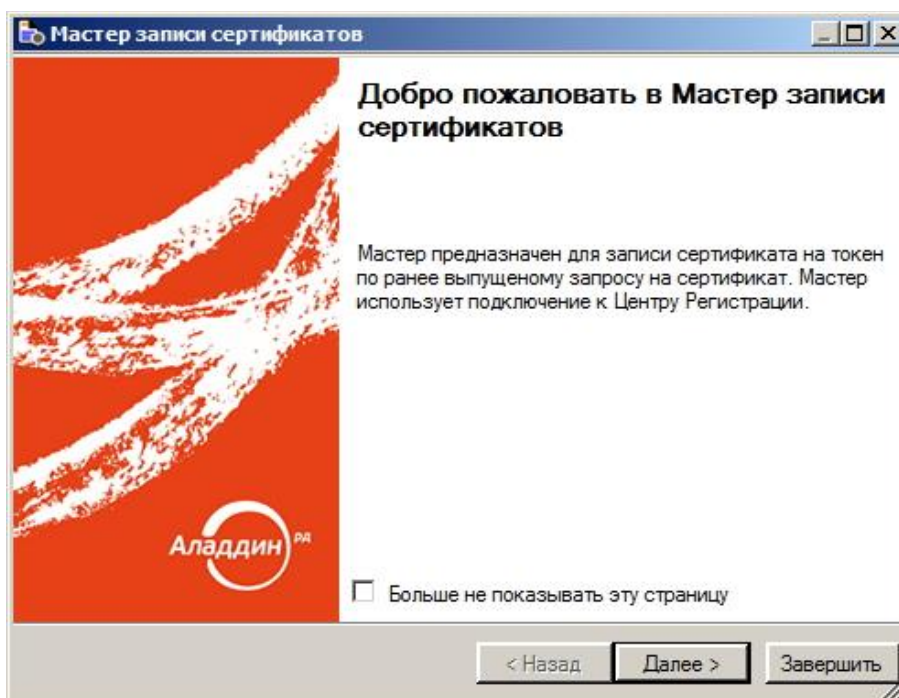 Мастер записи сертификатов
Добро пожаловать в Мастер записи
сертификатов
Мастер предназначен для записи сертификата на токен
по ранее выпущеному запросу на сертификат. Мастер
использует подключение к Центру Регистрации.
Аладдин РД
Больше не показывать эту страницу
< Назад
Далее >
Завершить